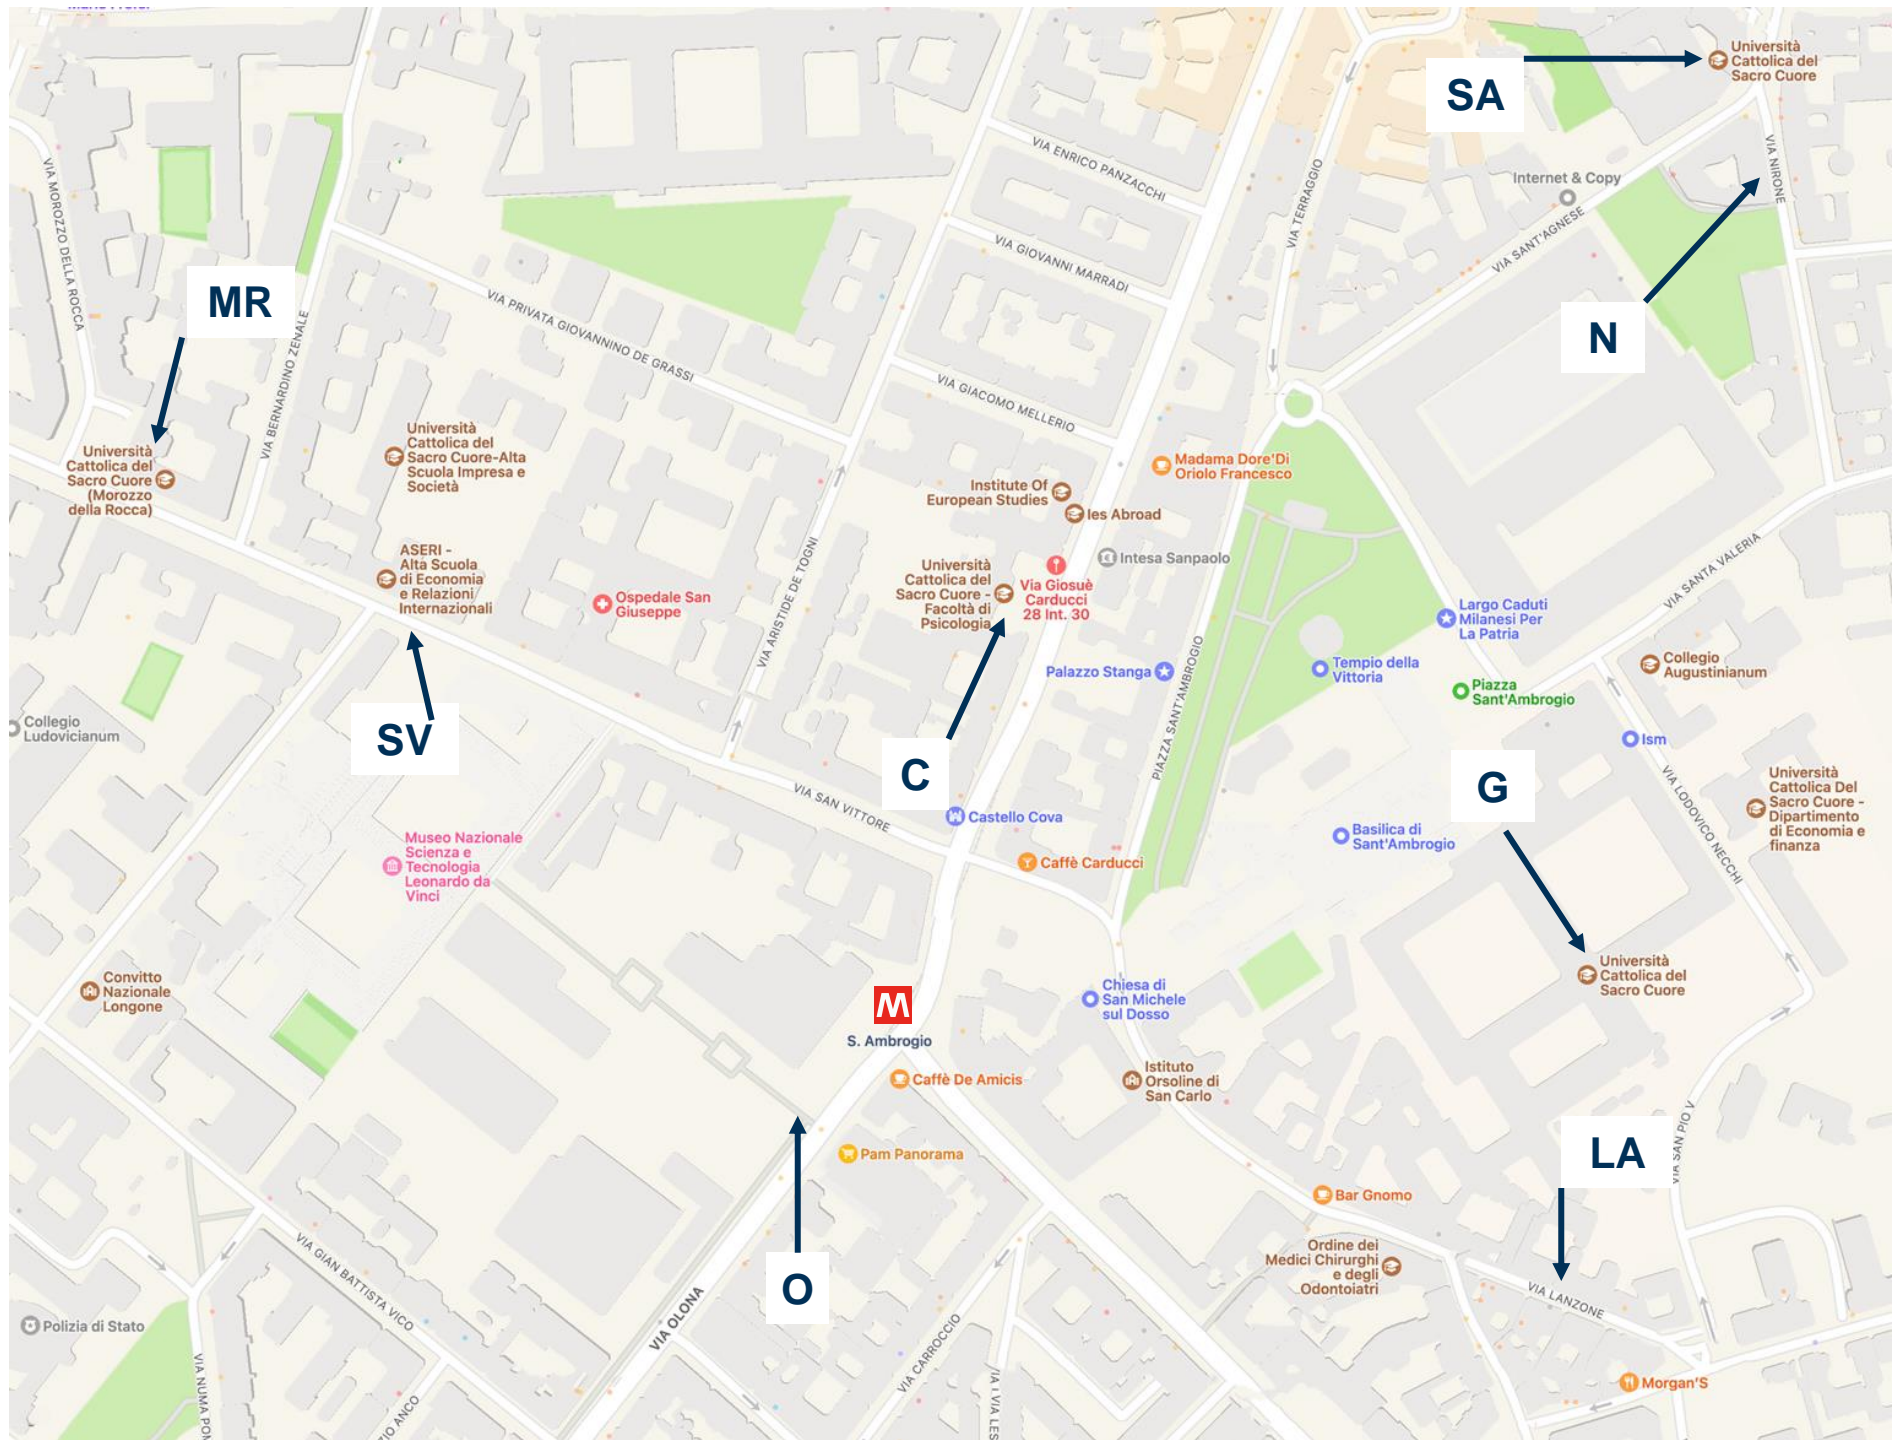 Università
Cattolica del
Sacro Cuore
SA
VIA ENRICO PANZACCHI
VIA TERRAGGIO
Internet & Copy
VIA NIRONE
VIA MOROZZO DELLA ROCCA
VIA GIOVANNI MARRADI
VIA SANT'AGNESE
MR
VIA PRIVATA GIOVANNINO DE GRASSI
N
VIA BERNARDINO ZENALE
VIA GIACOMO MELLERIO
Università
Cattolica del
Sacro Cuore
(Morozzo
della Rocca)
Università
Cattolica del
Sacro Cuore-Alta
Scuola Impresa e
Società
Madama Dore'Di
Oriolo Francesco
Institute Of
European Studies
Ies Abroad
Intesa Sanpaolo
ASERI -
Alta Scuola
di Economia
e Relazioni
Internazionali
Ospedale San
Giuseppe
VIA ARISTIDE DE TOGNI
Università
Cattolica del
Sacro Cuore -
Facoltà di
Psicologia
Via Giosuè
Carducci
28 Int. 30
VIA SANTA VALERIA
Largo Caduti
Milanesi Per
La Patria
Palazzo Stanga
PIAZZA SANT'AMBROGIO
Tempio della
Vittoria
Collegio
Augustinianum
Piazza
Sant'Ambrogio
Collegio
Ludovicianum
SV
C
G
Ism
VIA LODOVICO NECCHI
Università
Cattolica Del
Sacro Cuore -
Dipartimento
di Economia e
finanza
VIA SAN VITTORE
Castello Cova
Caffè Carducci
Basilica di
Sant'Ambrogio
Museo Nazionale
Scienza e
Tecnologia
Leonardo da
Vinci
Convitto
Nazionale
Longone
Università
Cattolica del
Sacro Cuore
Chiesa di
San Michele
sul Dosso
M
S. Ambrogio
Caffè De Amicis
Istituto
Orsoline di
San Carlo
Pam Panorama
LA
VIA SAN PIO V
Bar Gnomo
Ordine dei
Medici Chirurghi
e degli
Odontoiatri
O
VIA GIAN BATTISTA VICO
VIA OLONA
VIA LANZONE
Polizia di Stato
VIA CARROCCIO
VIA NUMA POM
Morgan'S